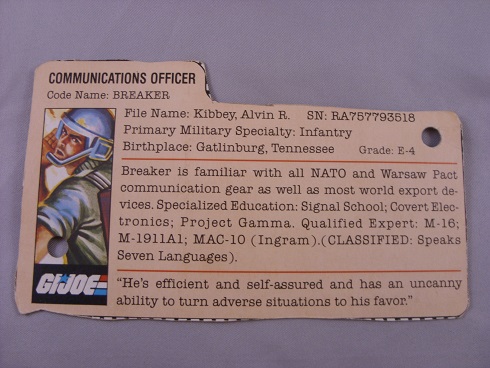 COMMUNICATIONS OFFICER
Code Name: BREAKER
File Name: Kibbey, Alvin R. SN: RA757793518
Primary Military Specialty: Infantry
Birthplace: Gatlinburg, Tennessee Grade: E-4
Breaker is familiar with all NATO and Warsaw Pact
communication gear as well as most world export de-
vices. Specialized Education: Signal School; Covert Elec-
tronics; Project Gamma. Qualified Expert: M-16;
M-1911A1; MAC-10 (Ingram).(CLASSIFIED: Speaks
Seven Languages).
GI JOE
"He's efficient and self-assured and has an uncanny
ability to turn adverse situations to his favor."